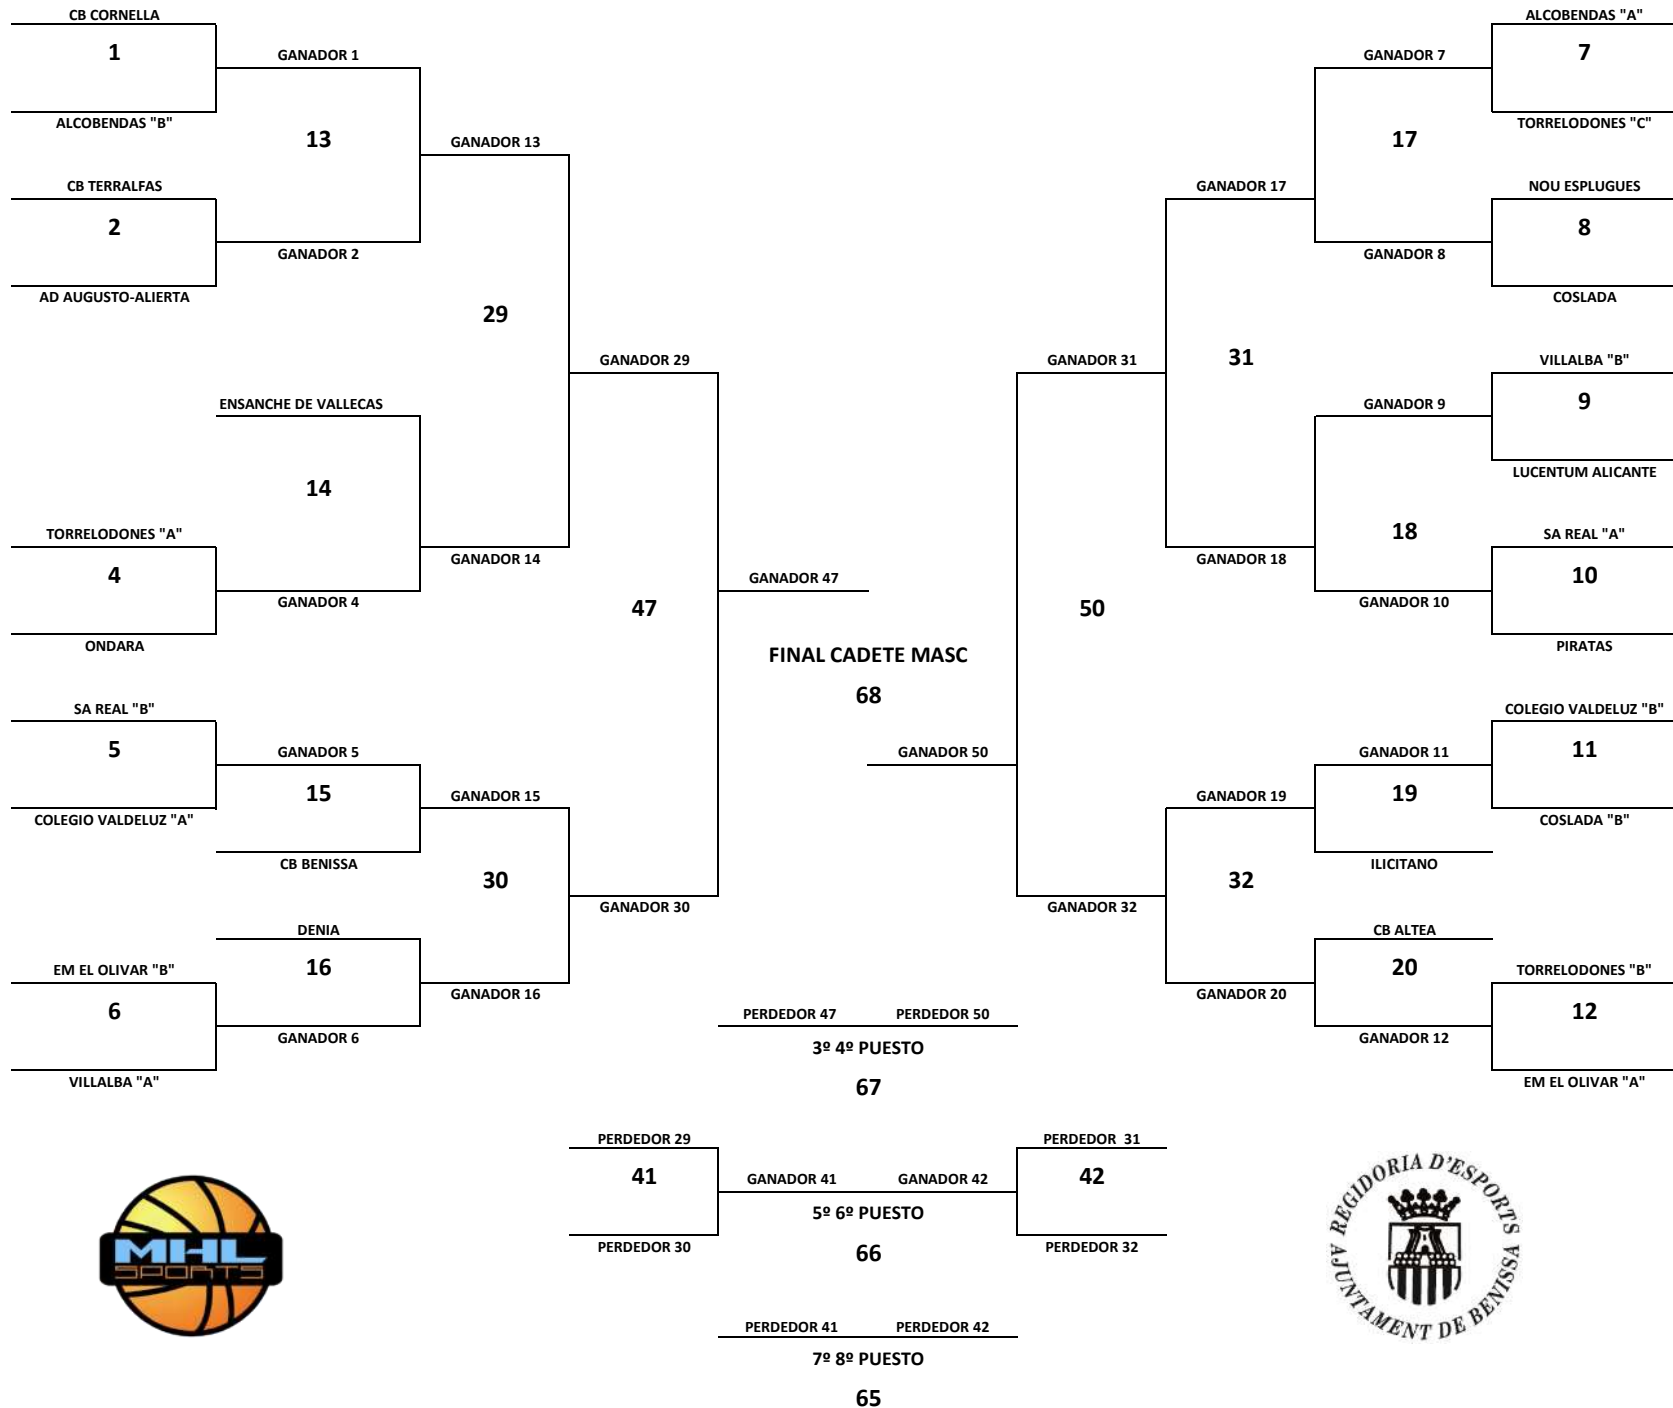 CB CORNELLA
ALCOBENDAS "A"
1
GANADOR 1
GANADOR 7
7
ALCOBENDAS "B"
TORRELODONES "C"
13
GANADOR 13
17
CB TERRALFAS
GANADOR 17
NOU ESPLUGUES
2
8
GANADOR 2
GANADOR 8
AD AUGUSTO-ALIERTA
COSLADA
29
GANADOR 29
GANADOR 31
31
VILLALBA "B"
ENSANCHE DE VALLECAS
GANADOR 9
9
LUCENTUM ALICANTE
14
TORRELODONES "A"
18
SA REAL "A"
GANADOR 14
GANADOR 18
4
GANADOR 47
10
GANADOR 4
47
50
GANADOR 10
ONDARA
PIRATAS
FINAL CADETE MASC
68
SA REAL "B"
COLEGIO VALDELUZ "B"
5
GANADOR 5
GANADOR 50
GANADOR 11
11
15
GANADOR 15
GANADOR 19
19
COLEGIO VALDELUZ "A"
COSLADA "B"
CB BENISSA
ILICITANO
30
32
GANADOR 30
GANADOR 32
DENIA
CB ALTEA
EM EL OLIVAR "B"
16
20
TORRELODONES "B"
GANADOR 16
GANADOR 20
6
12
PERDEDOR 47
PERDEDOR 50
GANADOR 6
GANADOR 12
3º 4º PUESTO
VILLALBA "A"
EM EL OLIVAR "A"
67
PERDEDOR 29
PERDEDOR 31
41
GANADOR 41
GANADOR 42
42
5º 6º PUESTO
PERDEDOR 30
66
PERDEDOR 32
MHL
SPORTS
REGIDORIA D'ESPORTS
AJUNTAMENT DE BENISSA
PERDEDOR 41
PERDEDOR 42
7º 8º PUESTO
65